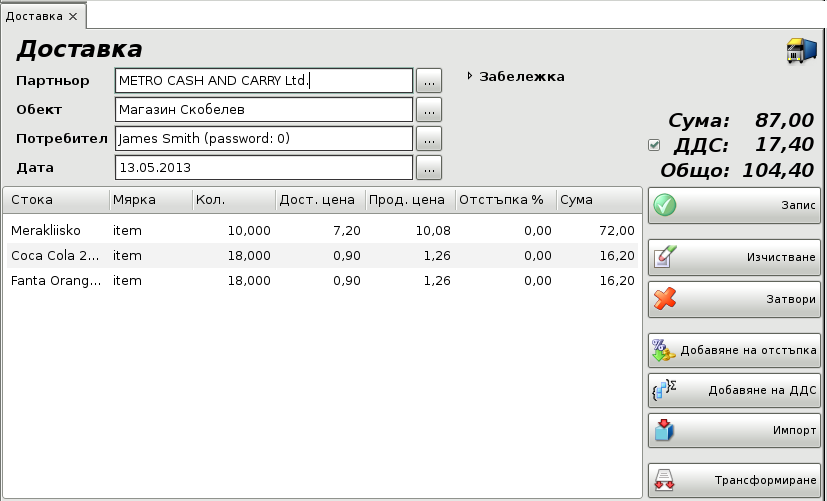 Доставка
Доставка
Партньор METRO CASH AND CARRY Ltd. ...
Забележка
Обект Магазин Скобелев ...
Потребител James Smith (password: 0) ...
Дата 13.05.2013 ...
Сума: 87,00
ДДС: 17,40
Общо: 104,40
Стока Мярка Кол. Дост. цена Прод. цена Отстъпка % Сума
Merakliisko item 10,000 7,20 10,08 0,00 72,00
Coca Cola 2... item 18,000 0,90 1,26 0,00 16,20
Fanta Orang... item 18,000 0,90 1,26 0,00 16,20
Запис
Изчистване
Затвори
Добавяне на отстъпка
Добавяне на ДДС
Импорт
Трансформиране